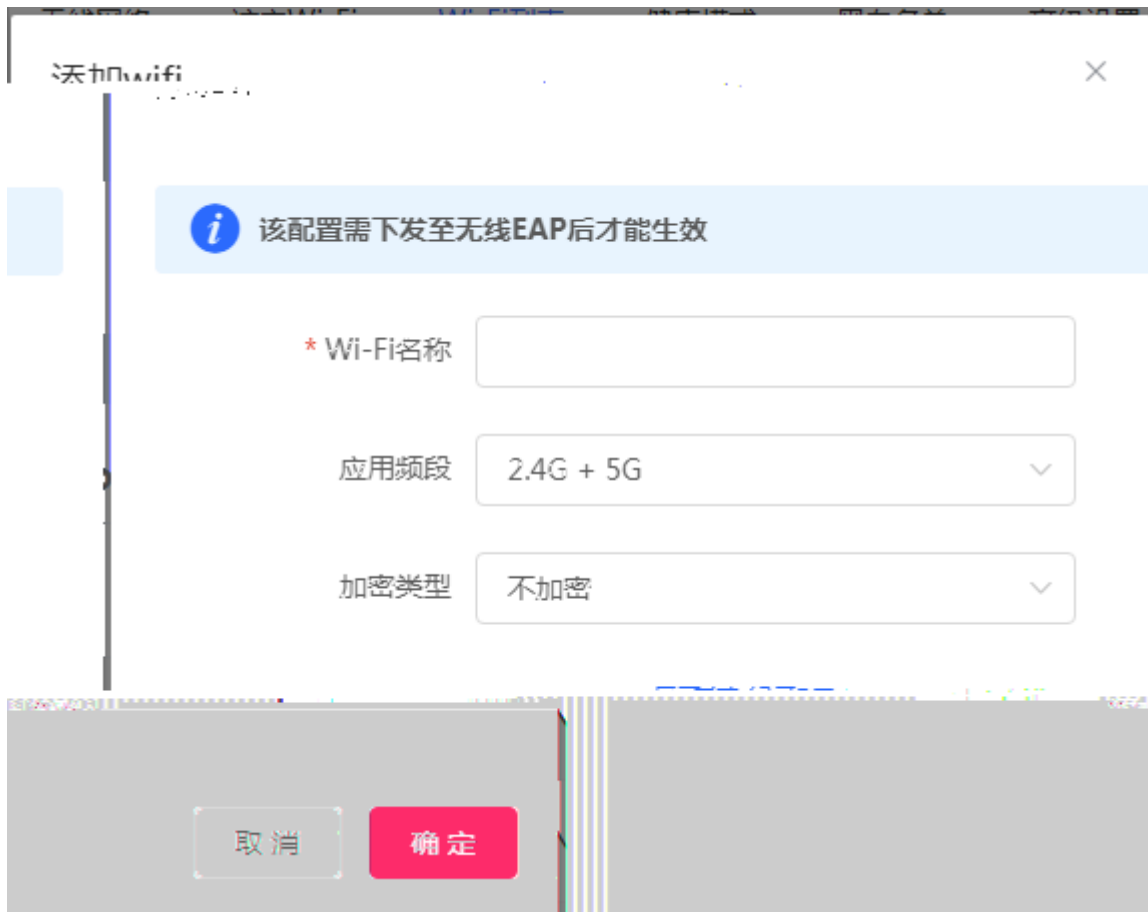 添加wifi
该配置需下发至无线EAP后才能生效
* Wi-Fi名称
应用频段
2.4G + 5G
加密类型
不加密
取消
确定